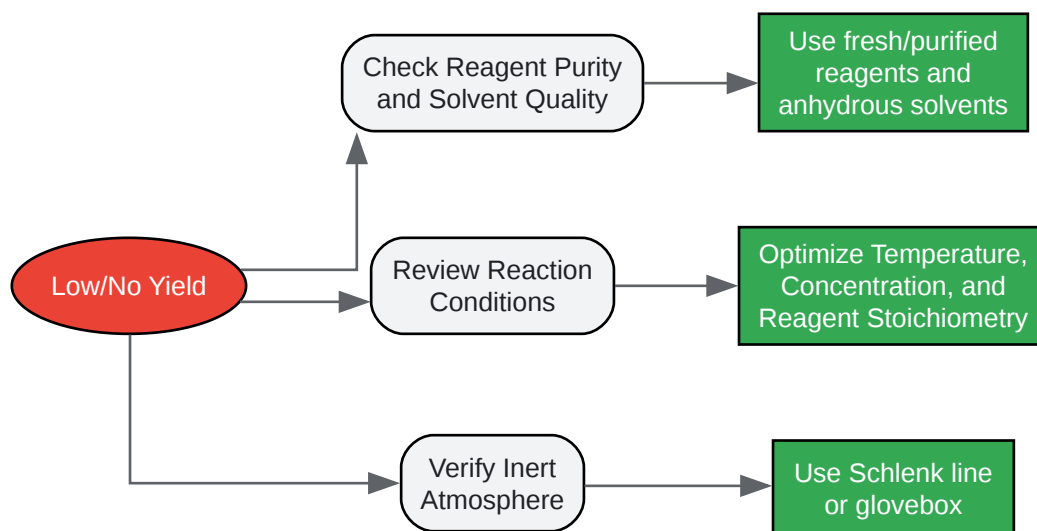 Low/No Yield
Check Reagent Purity
and Solvent Quality
Use fresh/purified
reagents and
anhydrous solvents
Review Reaction
Conditions
Optimize Temperature,
Concentration, and
Reagent Stoichiometry
Verify Inert
Atmosphere
Use Schlenk line
or glovebox